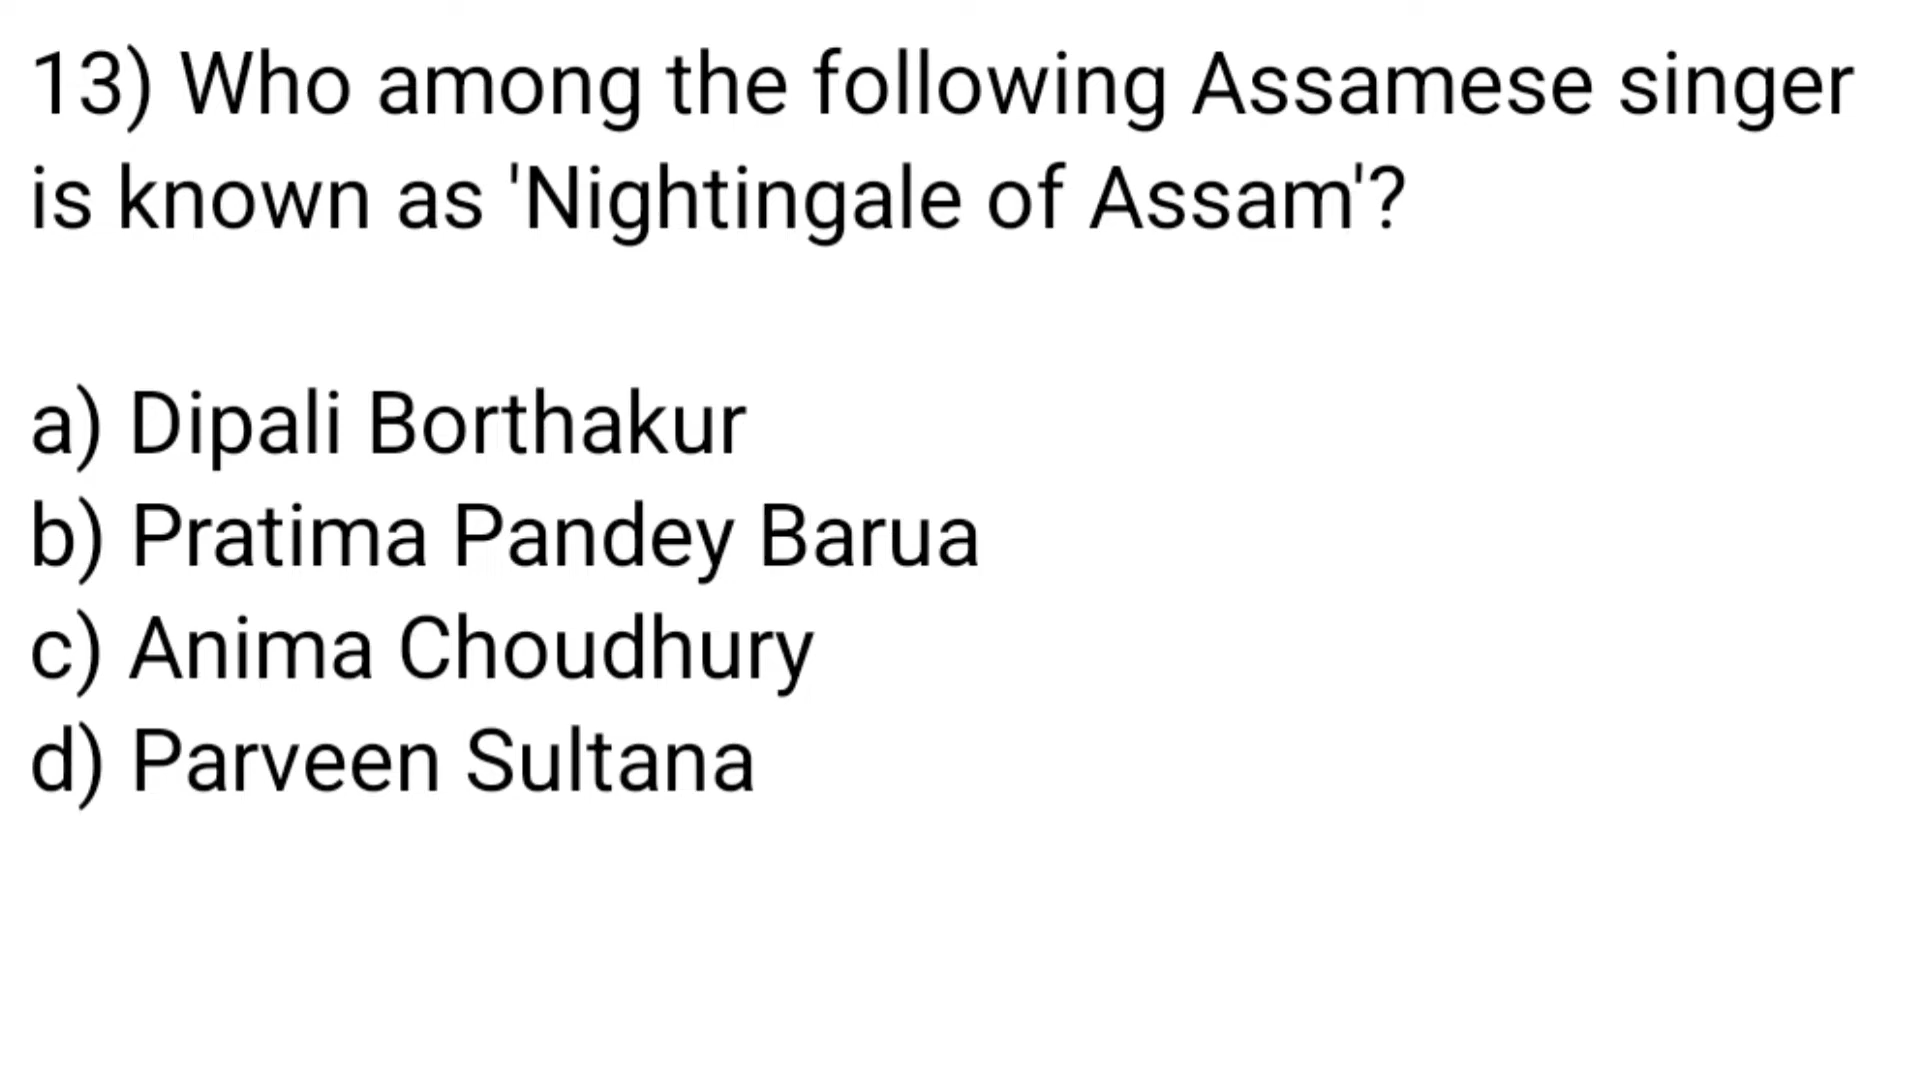 13) Who among the following Assamese singer
is known as 'Nightingale of Assam'?
a) Dipali Borthakur
b) Pratima Pandey Barua
c) Anima Choudhury
d) Parveen Sultana